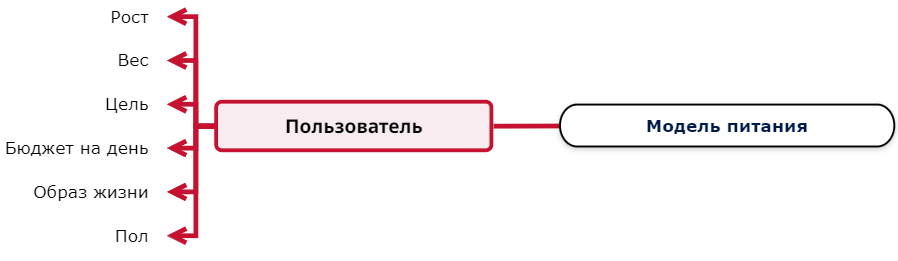 Рост
Вес
Цель
Бюджет на день
Образ жизни
Пол
Пользователь
Модель питания